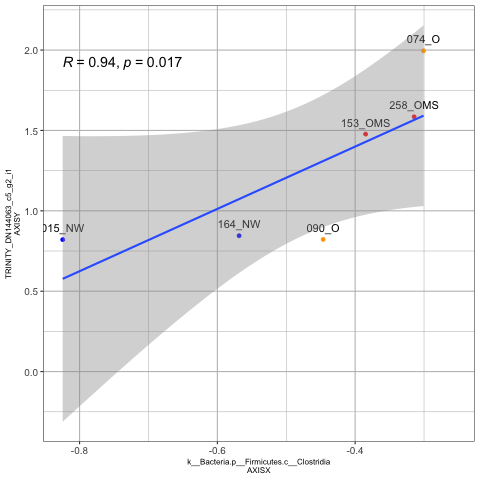 R = 0.94, p = 0.017
074_O
258_OMS
153_OMS
015_NW
164_NW
090_O
2.0
1.5
1.0
0.5
0.0
-0.8
-0.6
-0.4
TRINITY_DN144063_c5_g2_i1
AXISY
k__Bacteria.p__Firmicutes.c__Clostridia
AXISX